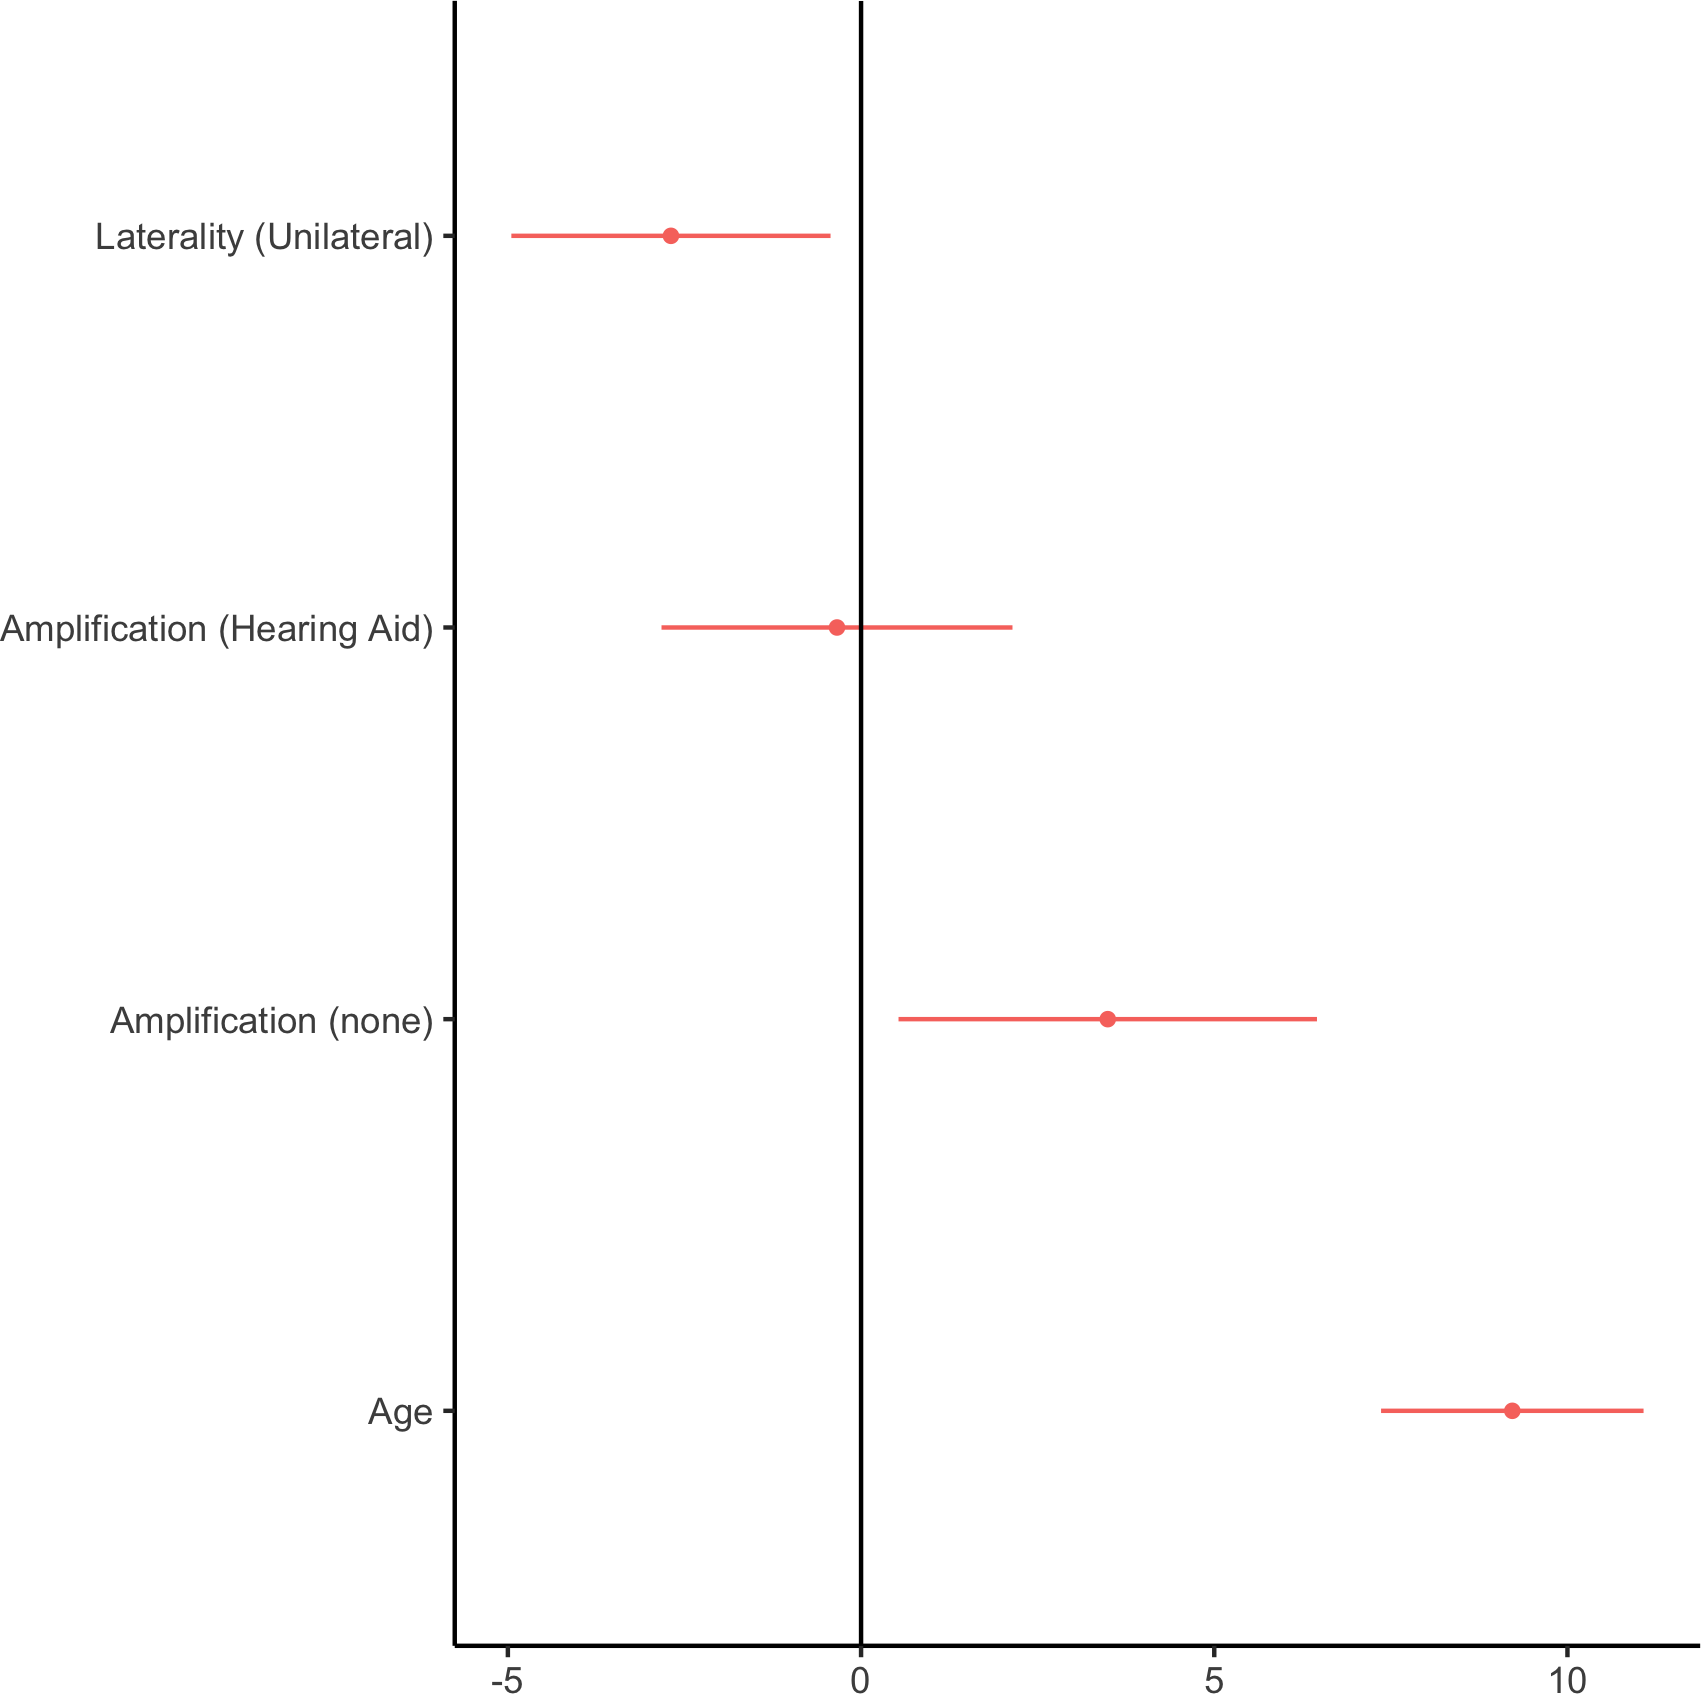 Laterality (Unilateral)
Amplification (Hearing Aid)
Amplification (none)
Age
-5 0 5 10